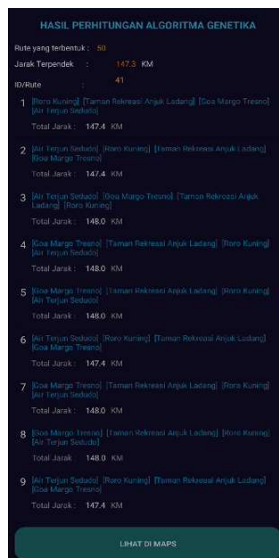 HASIL PERHITUNGAN ALGORITMA GENETIKA
Rute yang terbentuk : 50
Jarak Terpendek : 147.3 KM
ID/Rute : 41
1 [Roro Kuning] [Taman Rekreasi Anjuk Ladang] [Goa Margo Tresno]
[Air Terjun Sedudo]
Total Jarak : 147.4 KM
2 [Air Terjun Sedudo] [Roro Kuning] [Taman Rekreasi Anjuk Ladang]
[Goa Margo Tresno]
Total Jarak : 147.4 KM
3 [Air Terjun Sedudo] [Goa Margo Tresno] [Taman Rekreasi Anjuk
Ladang] [Roro Kuning]
Total Jarak : 148.0 KM
4 [Goa Margo Tresno] [Taman Rekreasi Anjuk Ladang] [Roro Kuning]
[Air Terjun Sedudo]
Total Jarak : 148.0 KM
5 [Goa Margo Tresno] [Taman Rekreasi Anjuk Ladang] [Roro Kuning]
[Air Terjun Sedudo]
Total Jarak : 148.0 KM
6 [Air Terjun Sedudo] [Roro Kuning] [Taman Rekreasi Anjuk Ladang]
[Goa Margo Tresno]
Total Jarak : 147.4 KM
7 [Goa Margo Tresno] [Taman Rekreasi Anjuk Ladang] [Roro Kuning]
[Air Terjun Sedudo]
Total Jarak : 148.0 KM
8 [Goa Margo Tresno] [Taman Rekreasi Anjuk Ladang] [Roro Kuning]
[Air Terjun Sedudo]
Total Jarak : 148.0 KM
9 [Air Terjun Sedudo] [Roro Kuning] [Taman Rekreasi Anjuk Ladang]
[Goa Margo Tresno]
Total Jarak : 147.4 KM
LIHAT DI MAPS